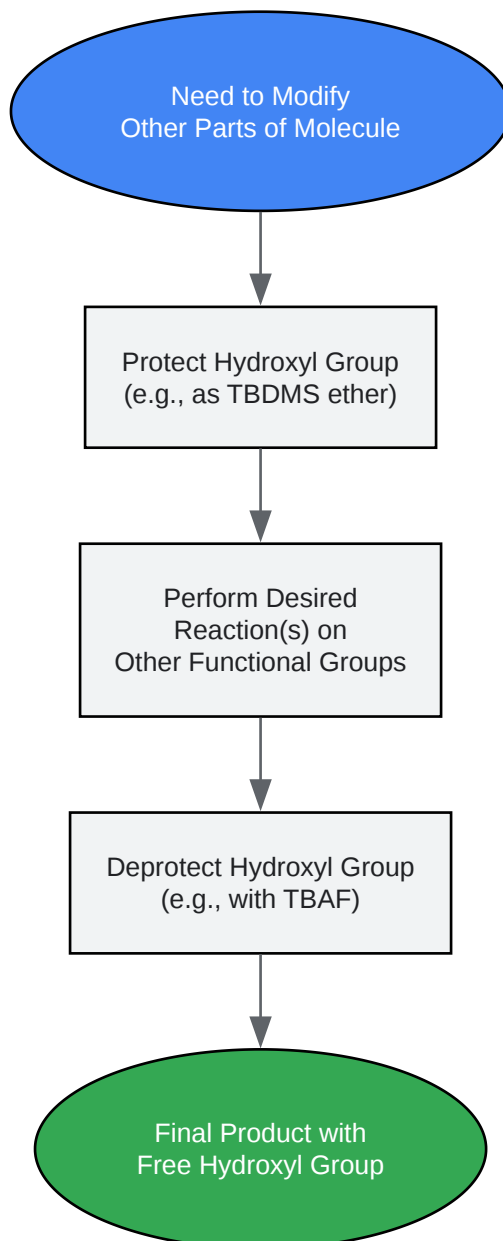 Need to Modify
Other Parts of Molecule
Protect Hydroxyl Group
(e.g., as TBDMS ether)
Perform Desired
Reaction(s) on
Other Functional Groups
Deprotect Hydroxyl Group
(e.g., with TBAF)
Final Product with
Free Hydroxyl Group